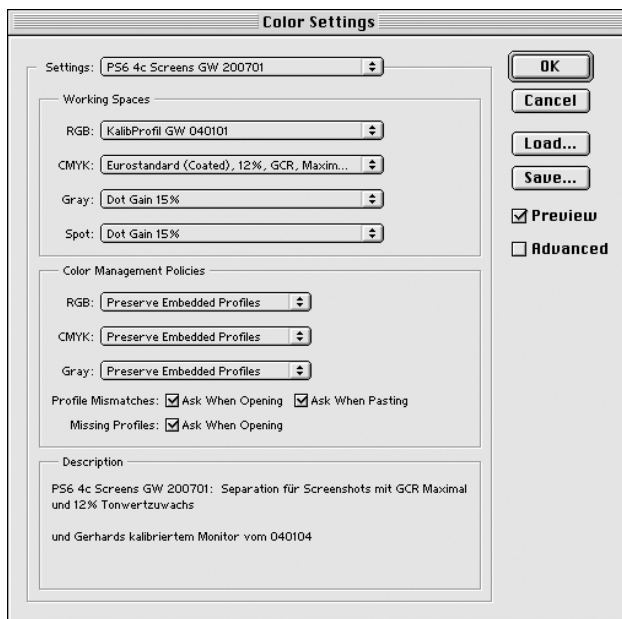 Color Settings
Settings: PS6 4c Screens GW 200701
OK
Cancel
Load...
Save...
Preview
Advanced
Working Spaces
RGB: KalibProfil GW 040101
CMYK: Eurostandard (Coated), 12%, GCR, Maxim...
Gray: Dot Gain 15%
Spot: Dot Gain 15%
Color Management Policies
RGB: Preserve Embedded Profiles
CMYK: Preserve Embedded Profiles
Gray: Preserve Embedded Profiles
Profile Mismatches: Ask When Opening Ask When Pasting
Missing Profiles: Ask When Opening
Description
PS6 4c Screens GW 200701: Separation für Screenshots mit GCR Maximal
und 12% Tonwertzuwachs
und Gerhards kalibriertem Monitor vom 040104